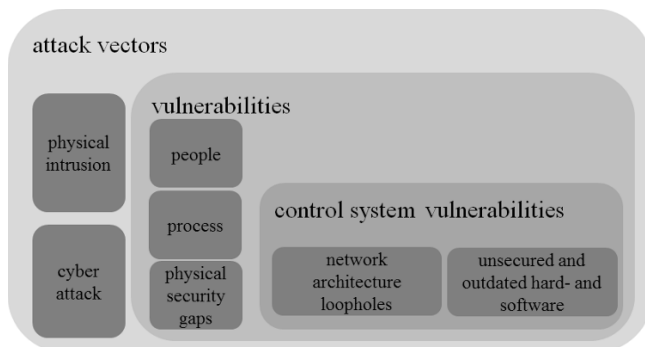 attack vectors
physical
intrusion
cyber
attack
vulnerabilities
people
process
physical
security
gaps
control system vulnerabilities
network
architecture
loopholes
unsecured and
outdated hard- and
software